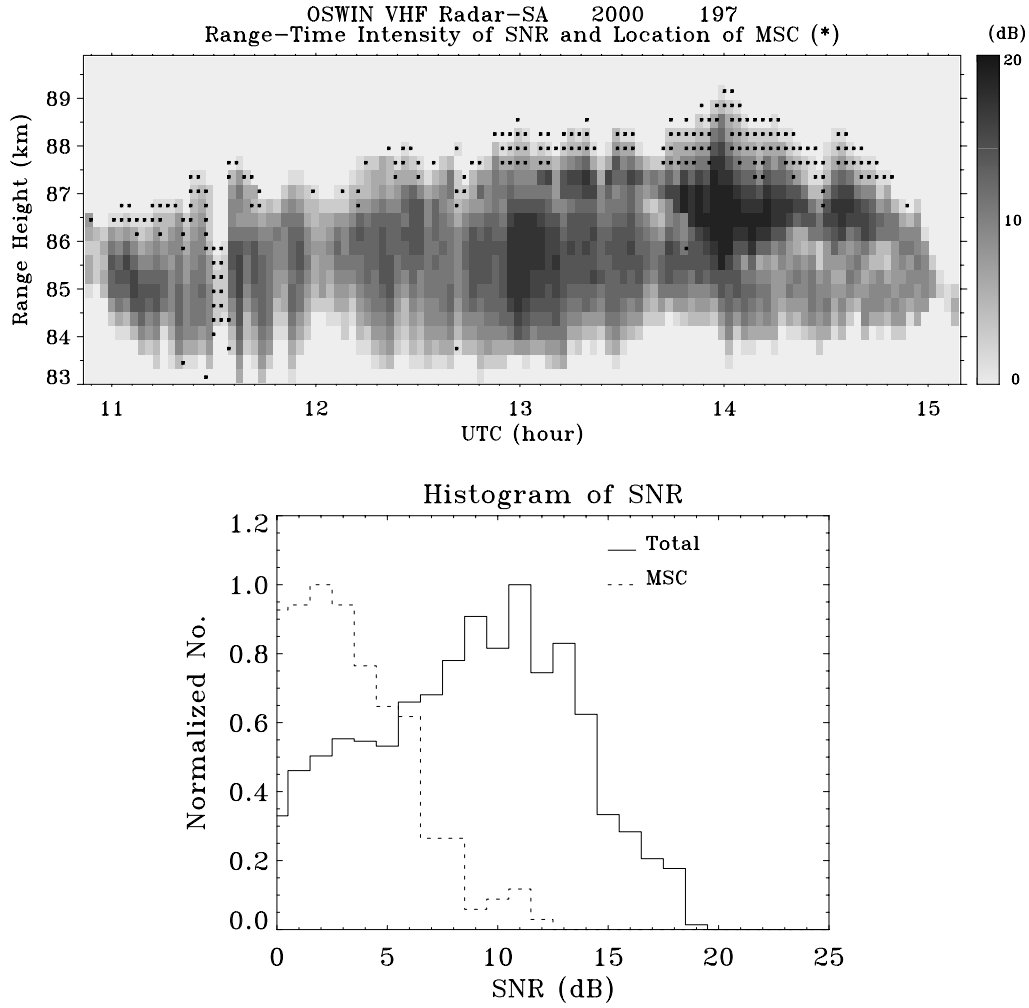 OSWIN VHF Radar-SA 2000 197
Range-Time Intensity of SNR and Location of MSC (*)
(dB)
20
10
0
Range Height (km)
89
88
87
86
85
84
83
11 12 13 14 15
UTC (hour)
Histogram of SNR
Total
MSC
Normalized No.
1.2
1.0
0.8
0.6
0.4
0.2
0.0
0 5 10 15 20 25
SNR (dB)